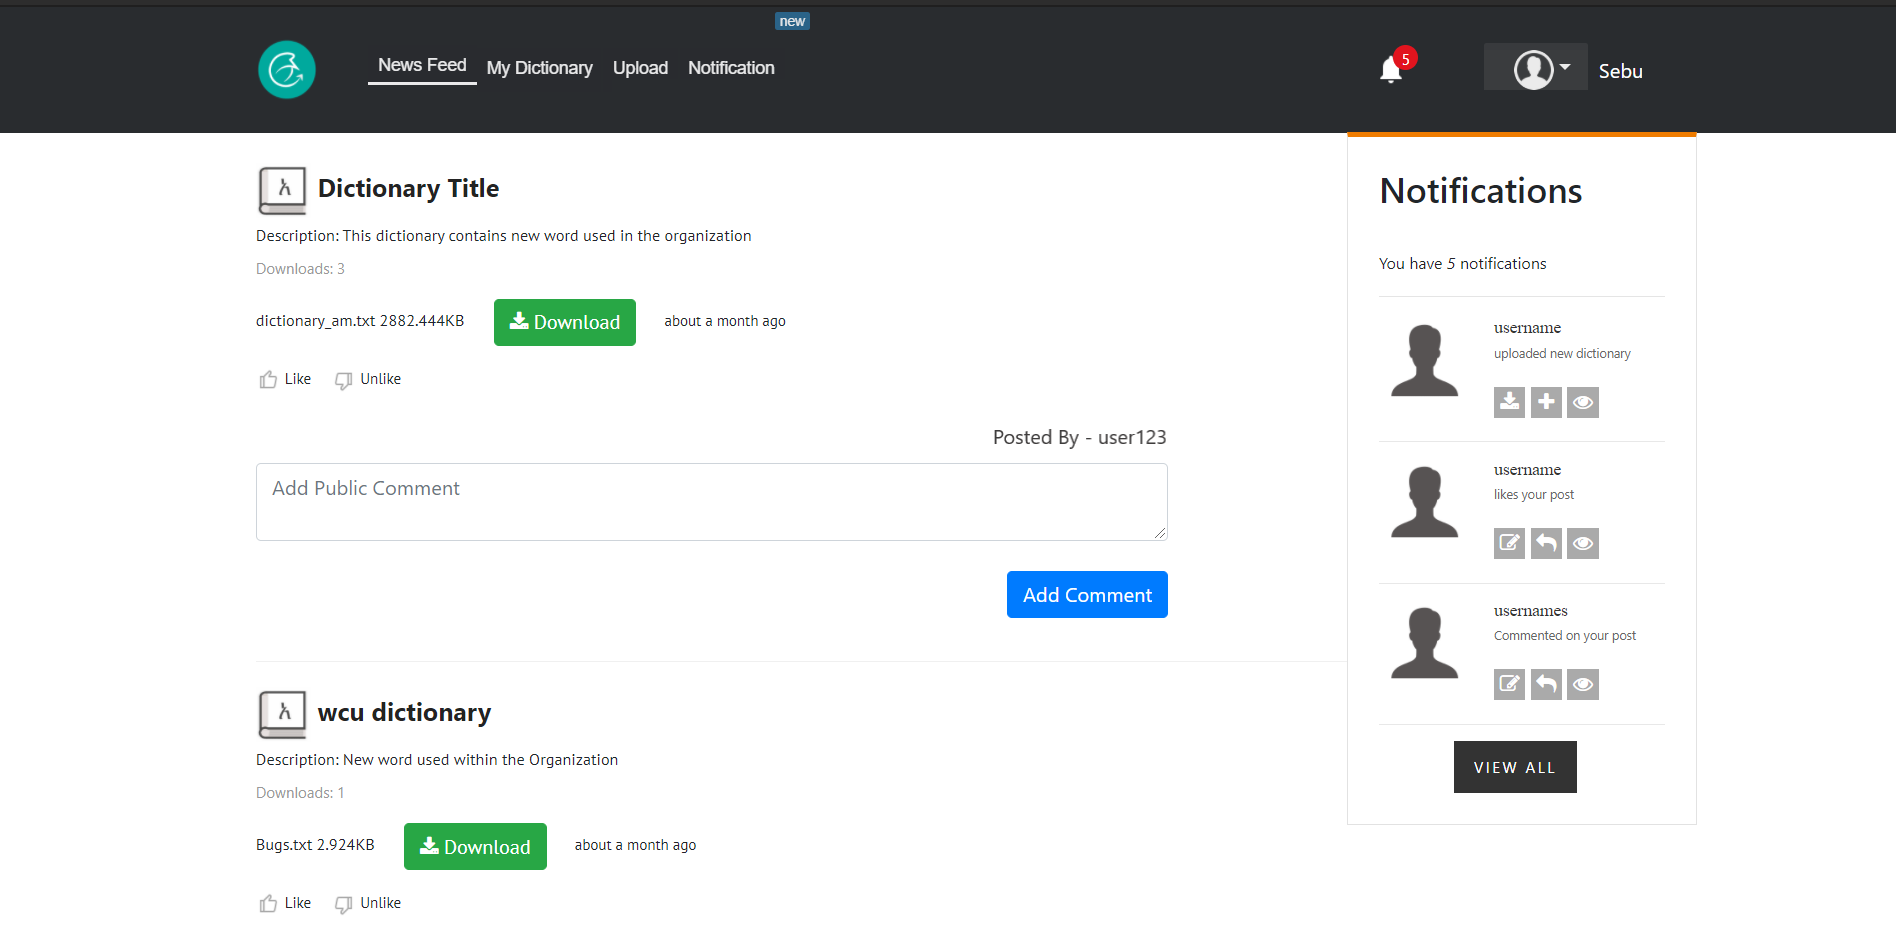 new
News Feed My Dictionary Upload Notification
5
Sebu
አ Dictionary Title
Description: This dictionary contains new word used in the organization
Downloads: 3
dictionary_am.txt 2882.444KB Download about a month ago
Like Unlike
Posted By - user123
Add Public Comment
Add Comment
አ wcu dictionary
Description: New word used within the Organization
Downloads: 1
Bugs.txt 2.924KB Download about a month ago
Like Unlike
Notifications
You have 5 notifications
username
uploaded new dictionary
username
likes your post
usernames
Commented on your post
VIEW ALL